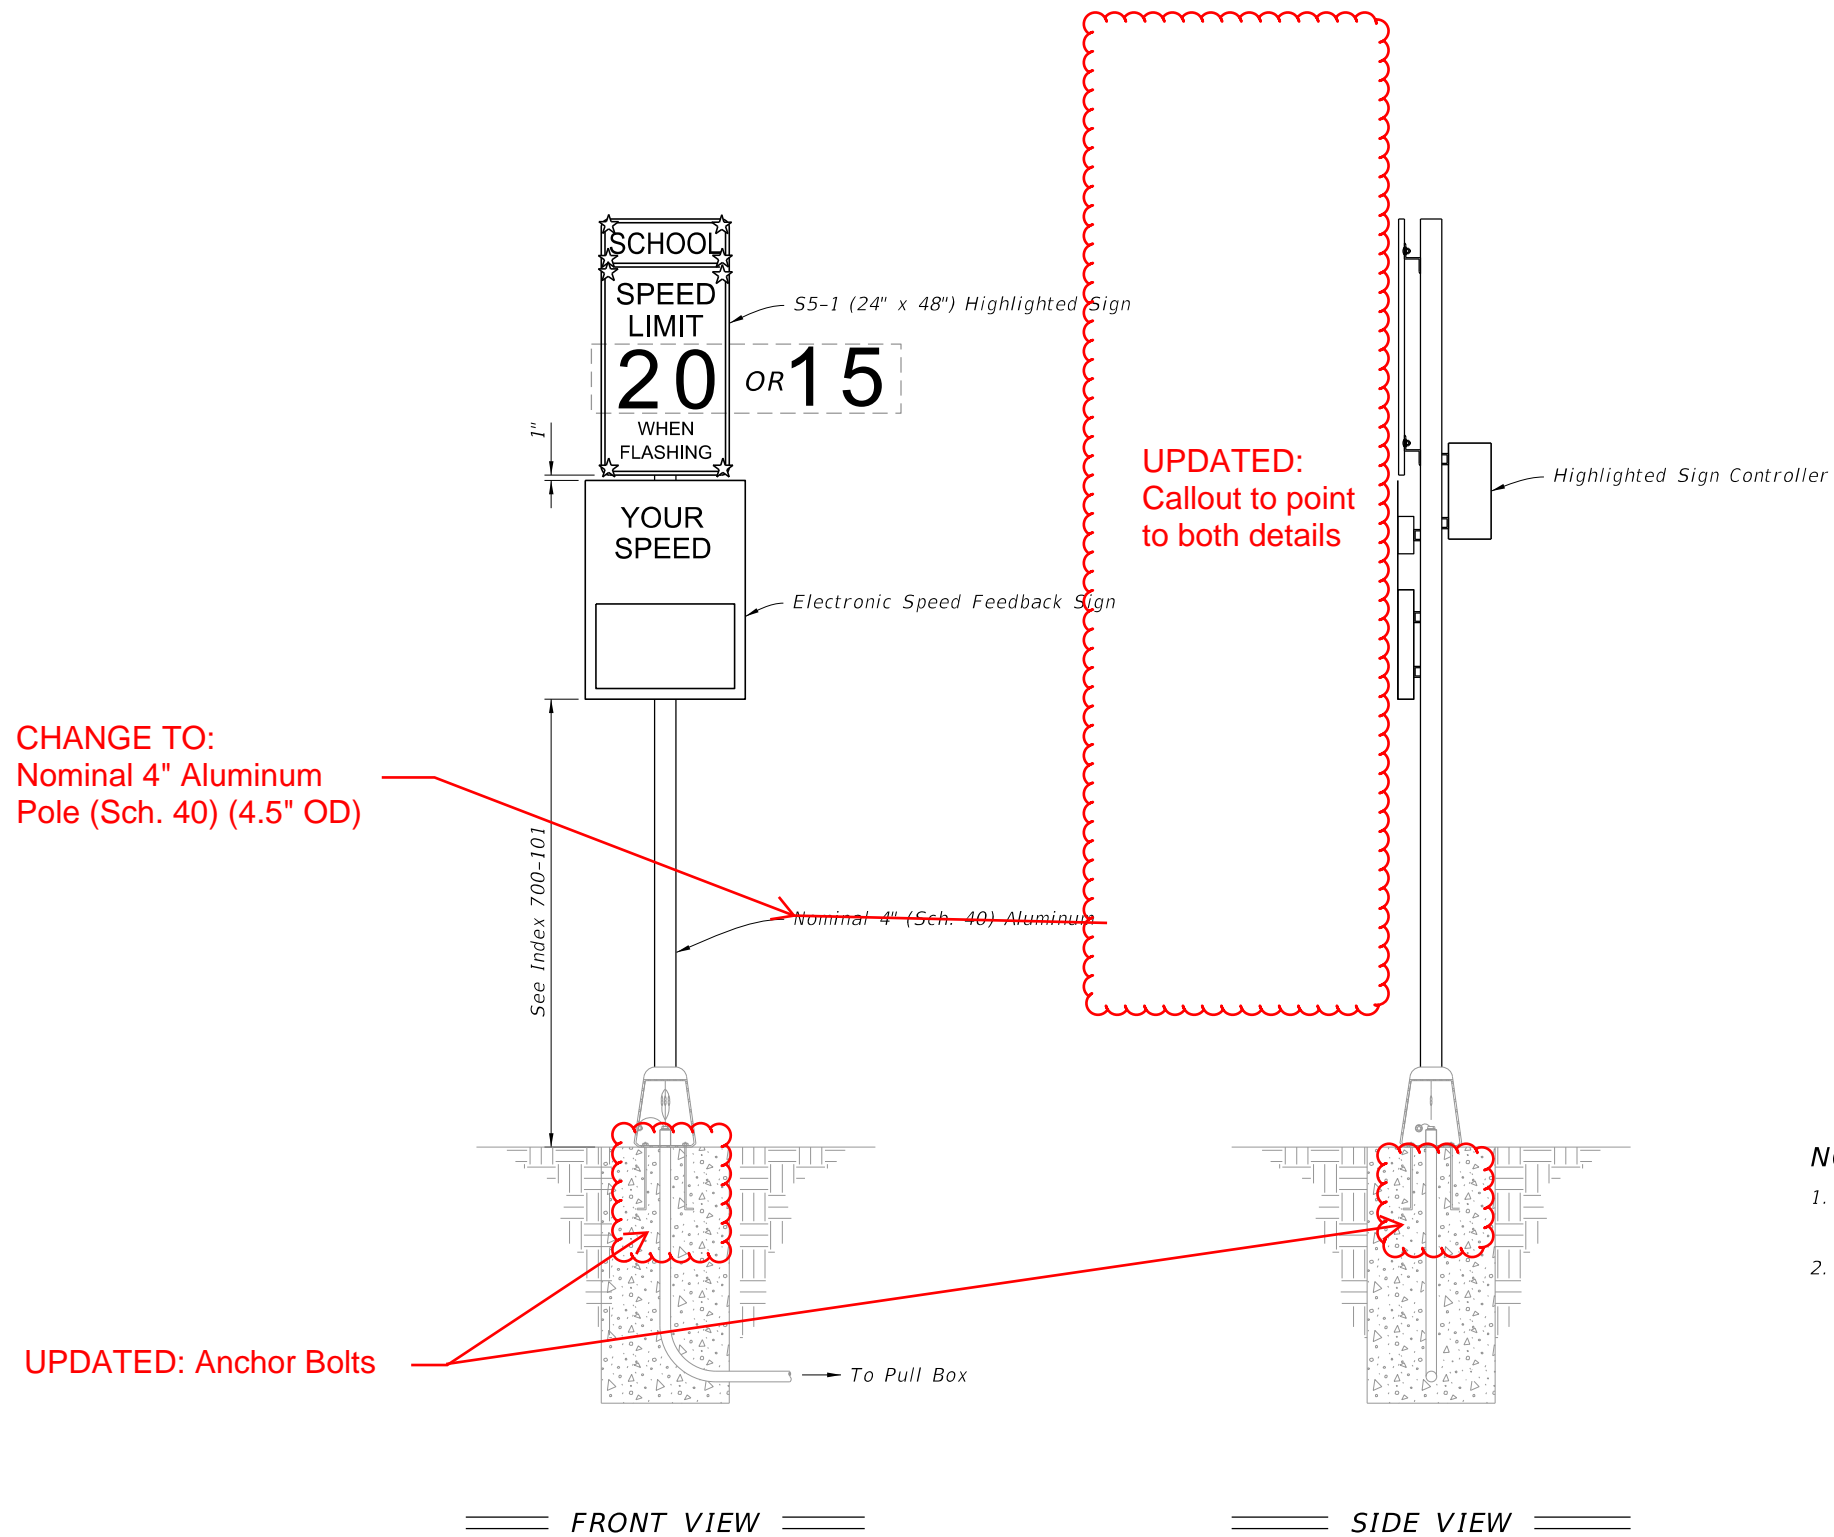 SCHOOL
SPEED
LIMIT
20 OR 15
WHEN
FLASHING
S5-1 (24" x 48") Highlighted Sign
1"
YOUR
SPEED
Electronic Speed Feedback Sign
UPDATED:
Callout to point
to both details
Highlighted Sign Controller
CHANGE TO:
Nominal 4" Aluminum
Pole (Sch. 40) (4.5" OD)
See Index 700-101
Nominal 4" (Sch. 40) Aluminum
UPDATED: Anchor Bolts
To Pull Box
1.
2.
FRONT VIEW
SIDE VIEW